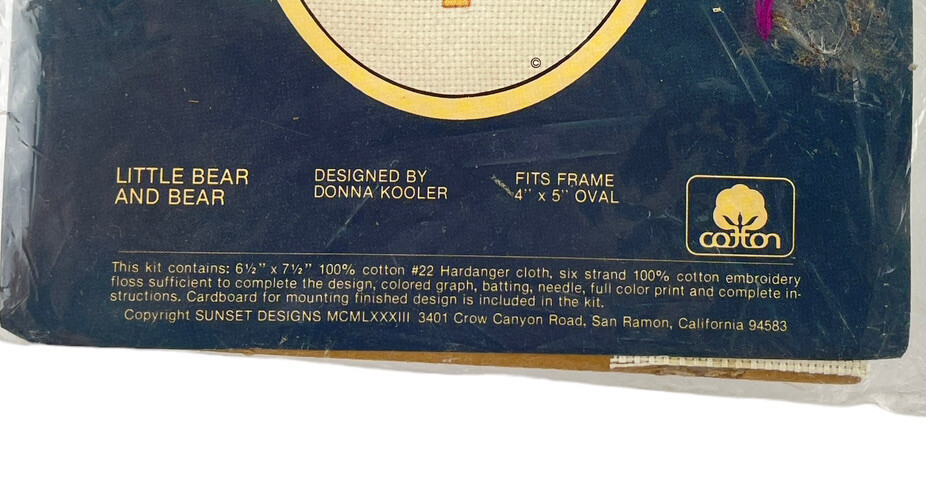 ©
LITTLE BEAR
AND BEAR
DESIGNED BY
DONNA KOOLER
FITS FRAME
4" x 5" OVAL
cotton
This kit contains: 6½" x 7½" 100% cotton #22 Hardanger cloth, six strand 100% cotton embroidery
floss sufficient to complete the design, colored graph, batting, needle, full color print and complete in-
structions. Cardboard for mounting finished design is included in the kit.
Copyright SUNSET DESIGNS MCMLXXXIII 3401 Crow Canyon Road, San Ramon, California 94583